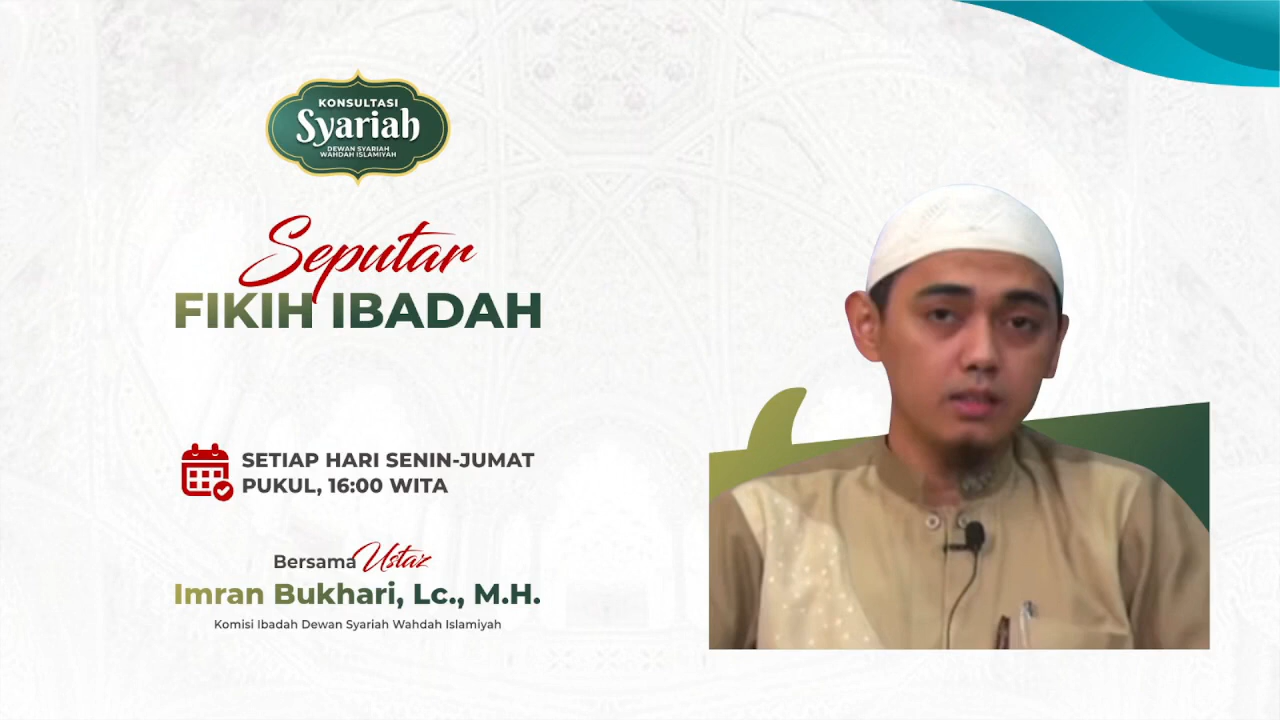 KONSULTASI
Syariah
DEWAN SYARIAH
WAHDAH ISLAMIYAH
Seputar
FIKIH IBADAH
SETIAP HARI SENIN-JUMAT
PUKUL, 16:00 WITA
Bersama Ustaz
Imran Bukhari, Lc., M.H.
Komisi Ibadah Dewan Syariah Wahdah Islamiyah